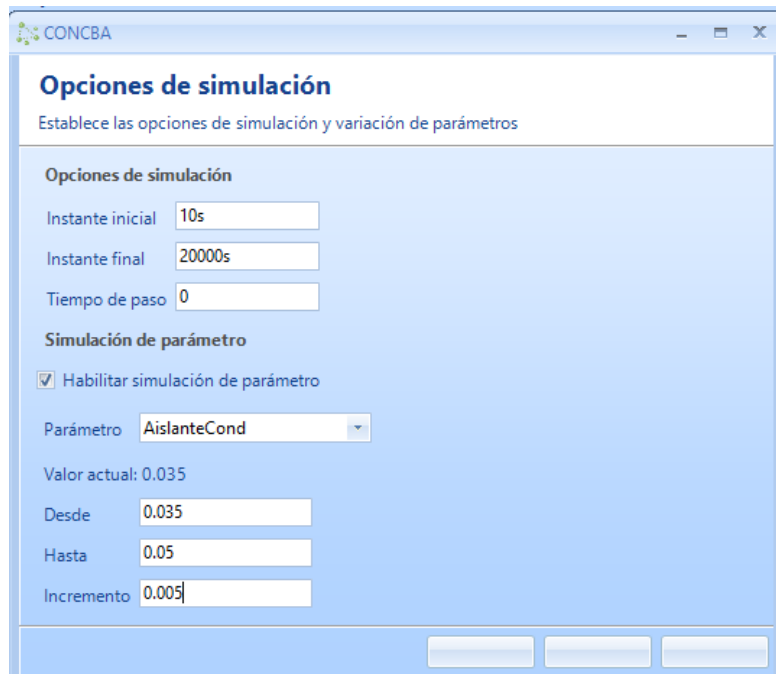 CONCBA
Opciones de simulación
Establece las opciones de simulación y variación de parámetros
Opciones de simulación
Instante inicial 10s
Instante final 20000s
Tiempo de paso 0
Simulación de parámetro
Habilitar simulación de parámetro
Parámetro AislanteCond
Valor actual: 0.035
Desde 0.035
Hasta 0.05
Incremento 0.005